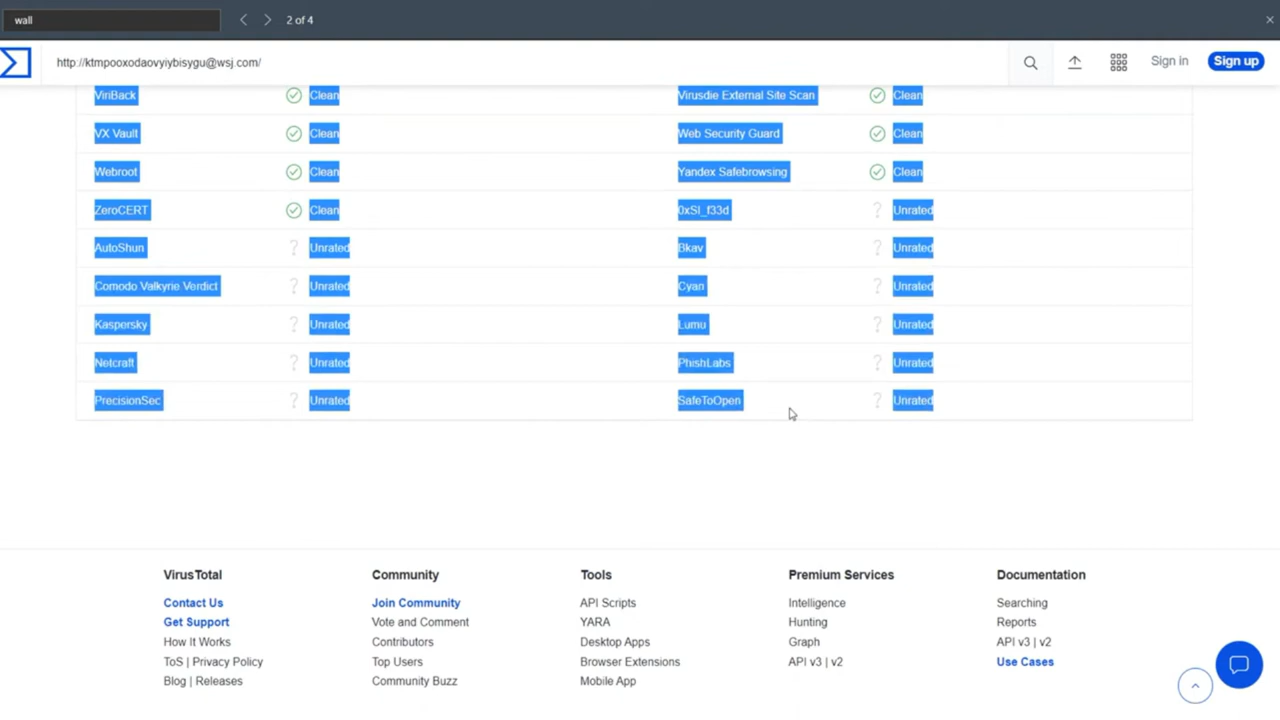 wall
2 of 4
http://ktmpooxodaovyiybisygu@wsj.com/
Sign in
Sign up
ViriBack Clean Virusdie External Site Scan Clean
VX Vault Clean Web Security Guard Clean
Webroot Clean Yandex Safebrowsing Clean
ZeroCERT Clean 0xSI_f33d Unrated
AutoShun ? Unrated Bkav ? Unrated
Comodo Valkyrie Verdict ? Unrated Cyan ? Unrated
Kaspersky ? Unrated Lumu ? Unrated
Netcraft ? Unrated PhishLabs ? Unrated
PrecisionSec ? Unrated SafeToOpen ? Unrated
VirusTotal
Contact Us
Get Support
How It Works
ToS | Privacy Policy
Blog | Releases
Community
Join Community
Vote and Comment
Contributors
Top Users
Community Buzz
Tools
API Scripts
YARA
Desktop Apps
Browser Extensions
Mobile App
Premium Services
Intelligence
Hunting
Graph
API v3 | v2
Documentation
Searching
Reports
API v3 | v2
Use Cases